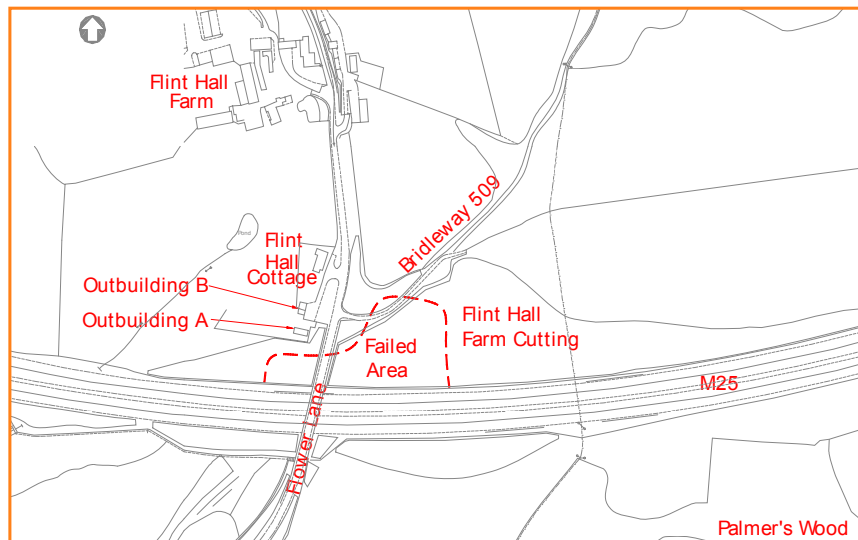 Flint Hall
Farm
Pond
Bridleway 509
Flint
Hall
Cottage
Outbuilding B
Outbuilding A
Flint Hall
Farm Cutting
Failed
Area
M25
Flower Lane
Palmer's Wood